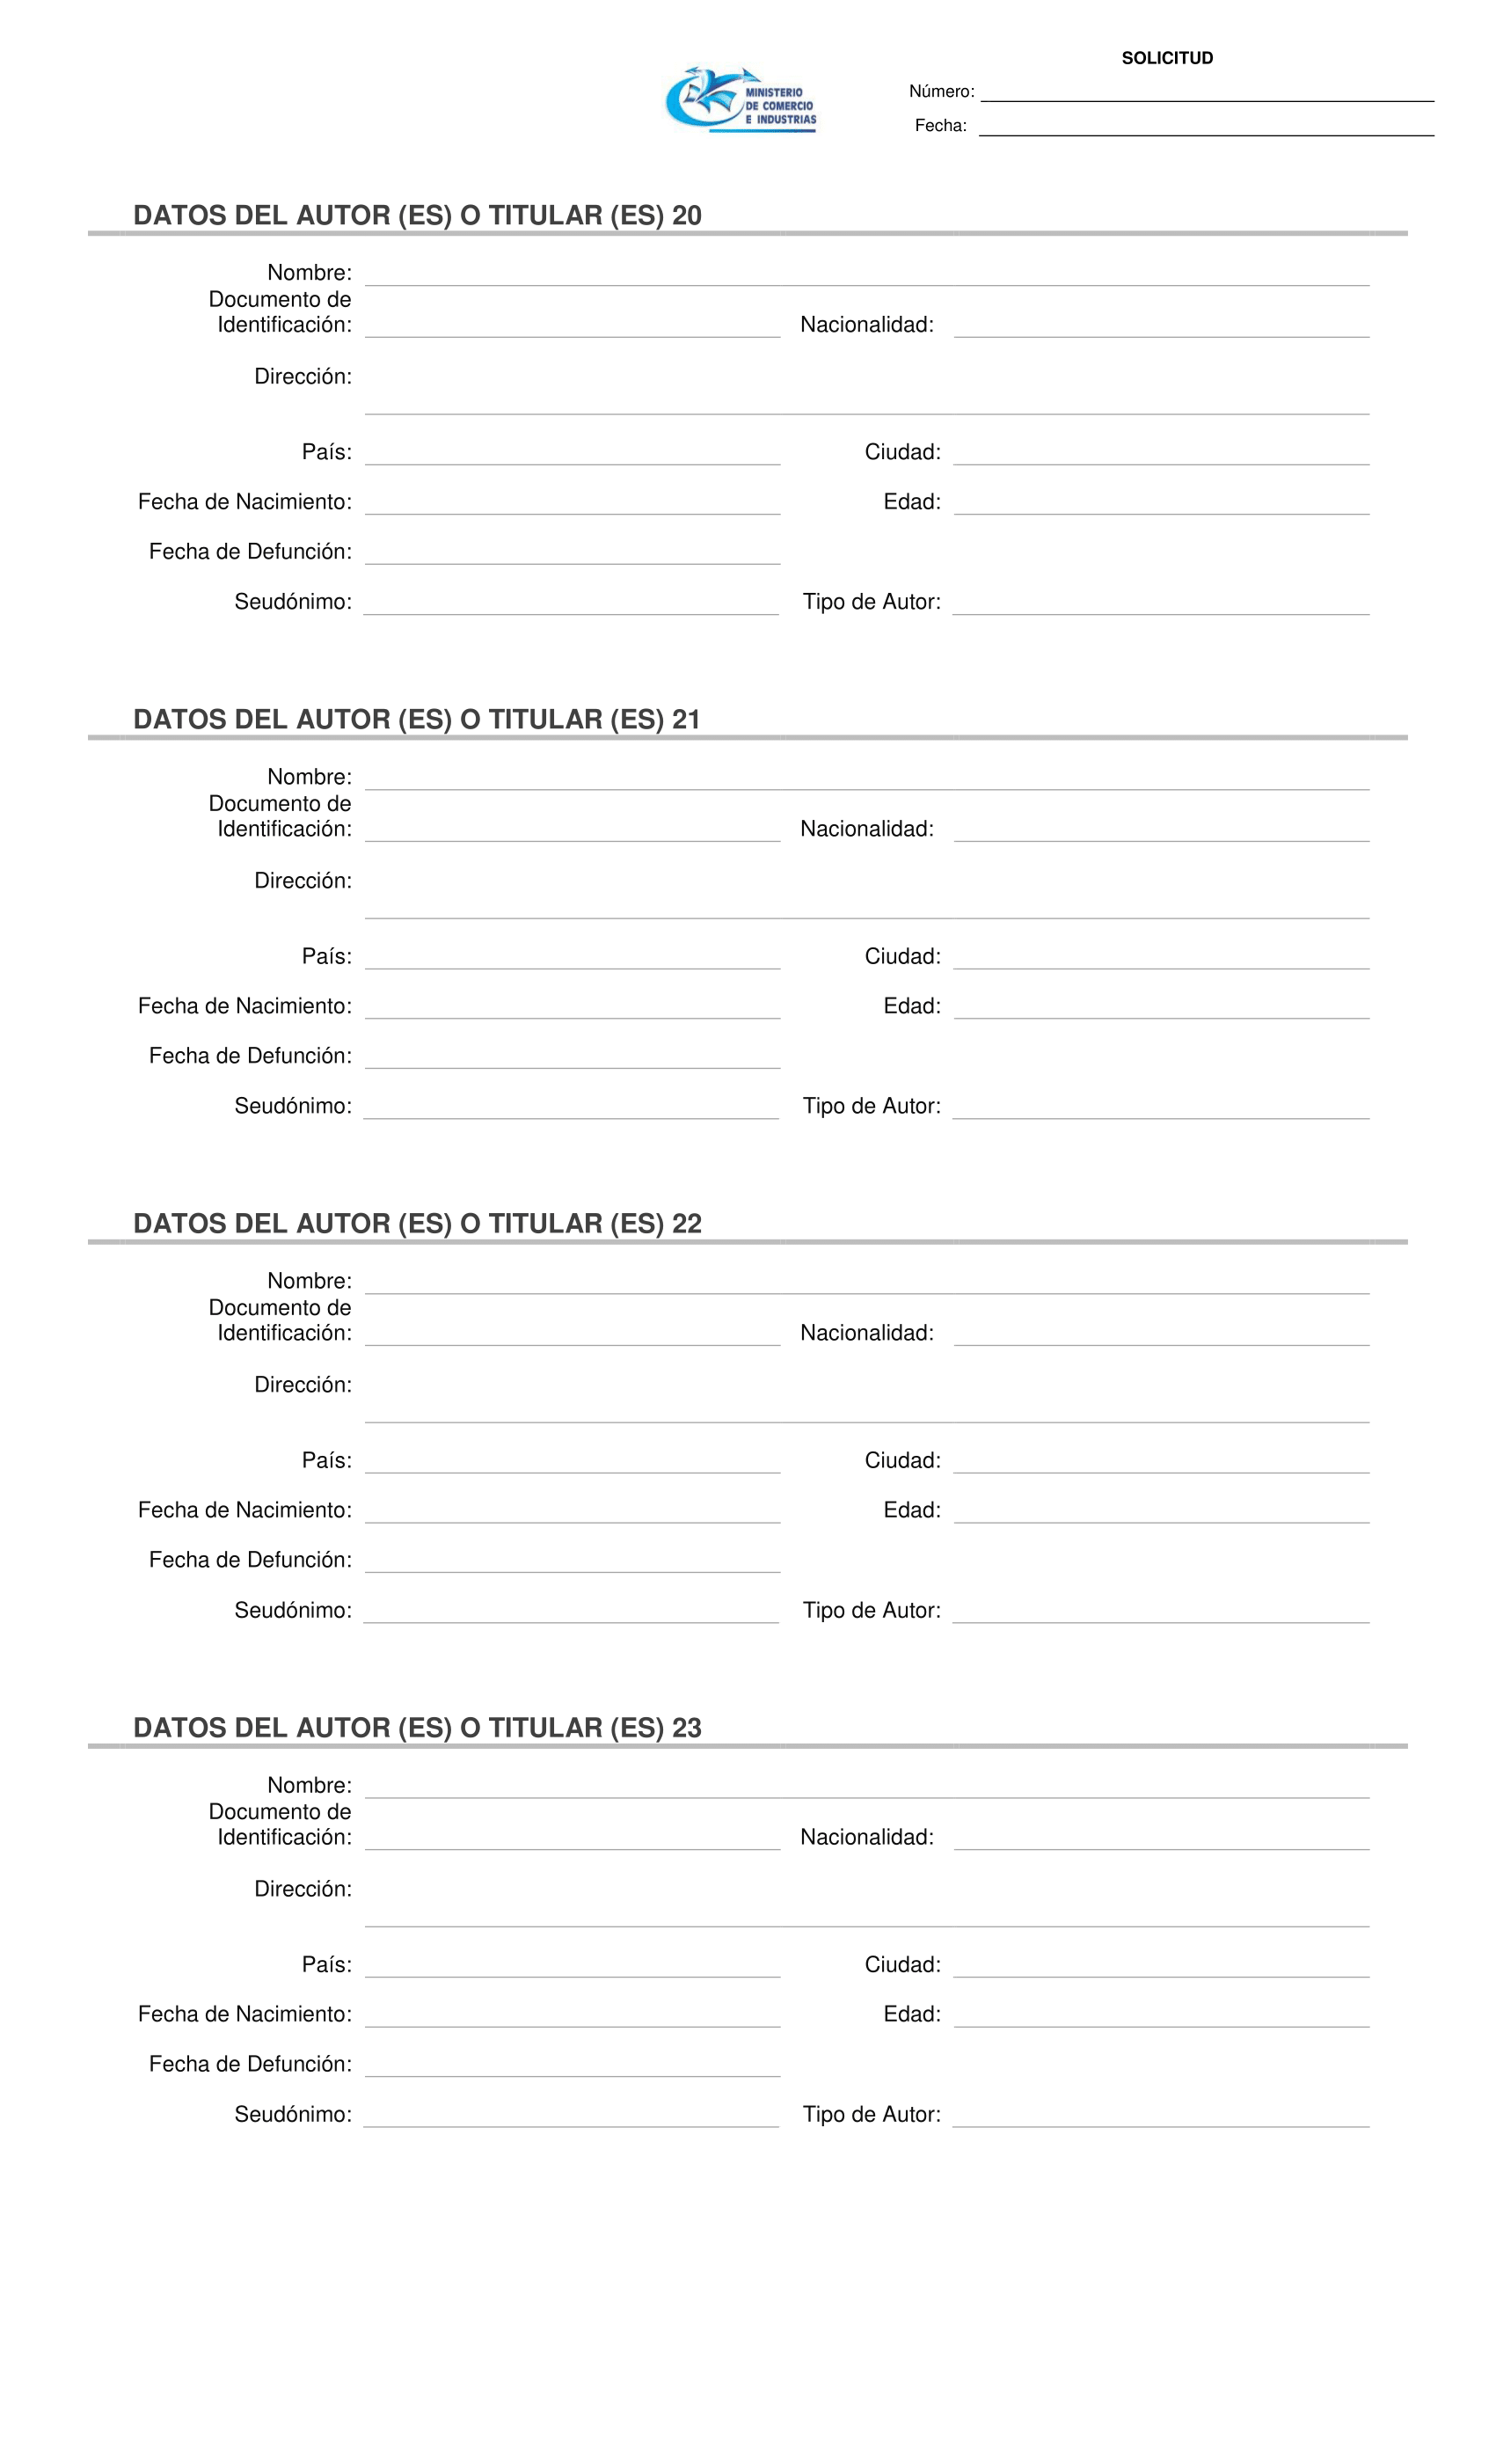 SOLICITUD
MINISTERIO
DE COMERCIO
E INDUSTRIAS
Número:
Fecha:
DATOS DEL AUTOR (ES) O TITULAR (ES) 20
Nombre:
Documento de
Identificación: Nacionalidad:
Dirección:
País: Ciudad:
Fecha de Nacimiento: Edad:
Fecha de Defunción:
Seudónimo: Tipo de Autor:
DATOS DEL AUTOR (ES) O TITULAR (ES) 21
Nombre:
Documento de
Identificación: Nacionalidad:
Dirección:
País: Ciudad:
Fecha de Nacimiento: Edad:
Fecha de Defunción:
Seudónimo: Tipo de Autor:
DATOS DEL AUTOR (ES) O TITULAR (ES) 22
Nombre:
Documento de
Identificación: Nacionalidad:
Dirección:
País: Ciudad:
Fecha de Nacimiento: Edad:
Fecha de Defunción:
Seudónimo: Tipo de Autor:
DATOS DEL AUTOR (ES) O TITULAR (ES) 23
Nombre:
Documento de
Identificación: Nacionalidad:
Dirección:
País: Ciudad:
Fecha de Nacimiento: Edad:
Fecha de Defunción:
Seudónimo: Tipo de Autor: